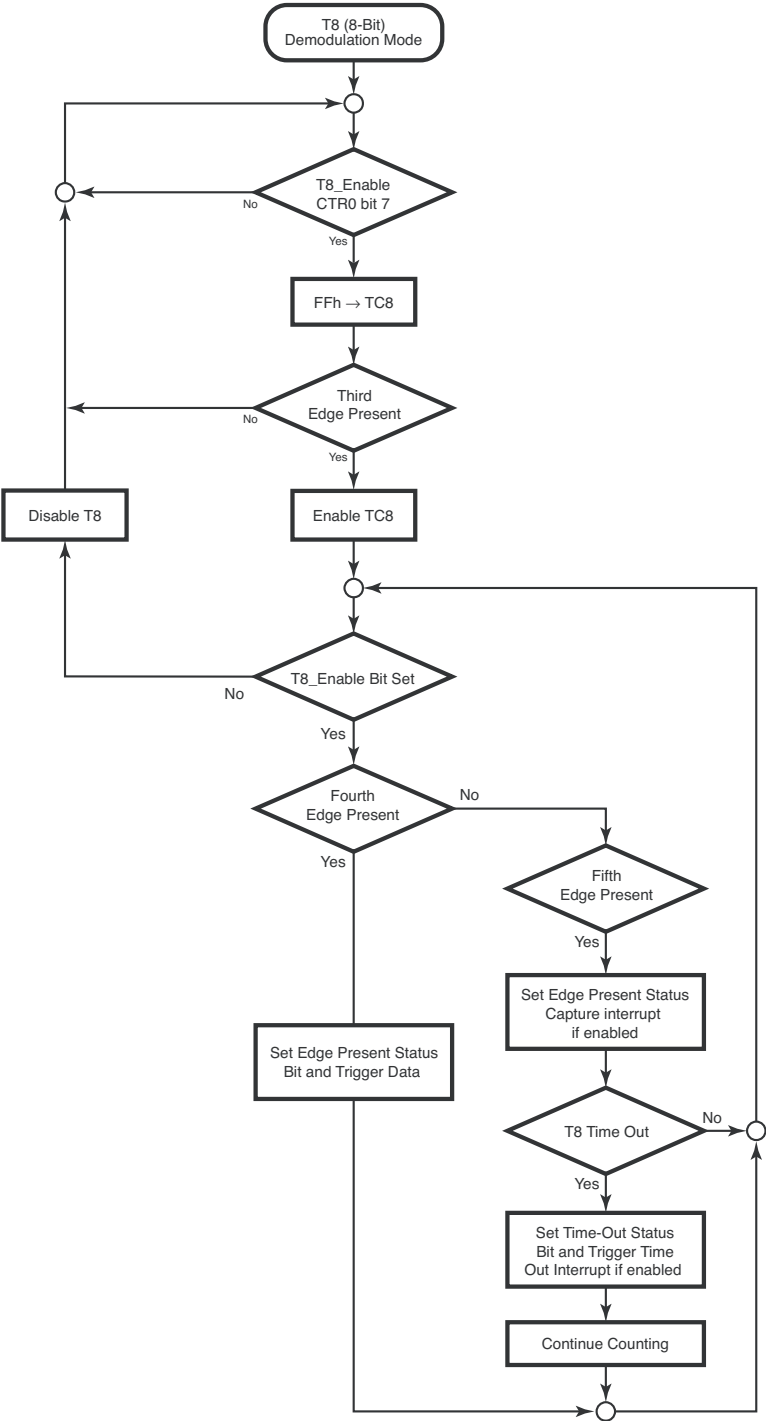 T8 (8-Bit)
Demodulation Mode
T8_Enable
CTR0 bit 7
No
Yes
FFh → TC8
Third
Edge Present
No
Yes
Disable T8
Enable TC8
T8_Enable Bit Set
No
Yes
Fourth
Edge Present
No
Yes
Fifth
Edge Present
Yes
Set Edge Present Status
Capture interrupt
if enabled
Set Edge Present Status
Bit and Trigger Data
T8 Time Out
No
Yes
Set Time-Out Status
Bit and Trigger Time
Out Interrupt if enabled
Continue Counting